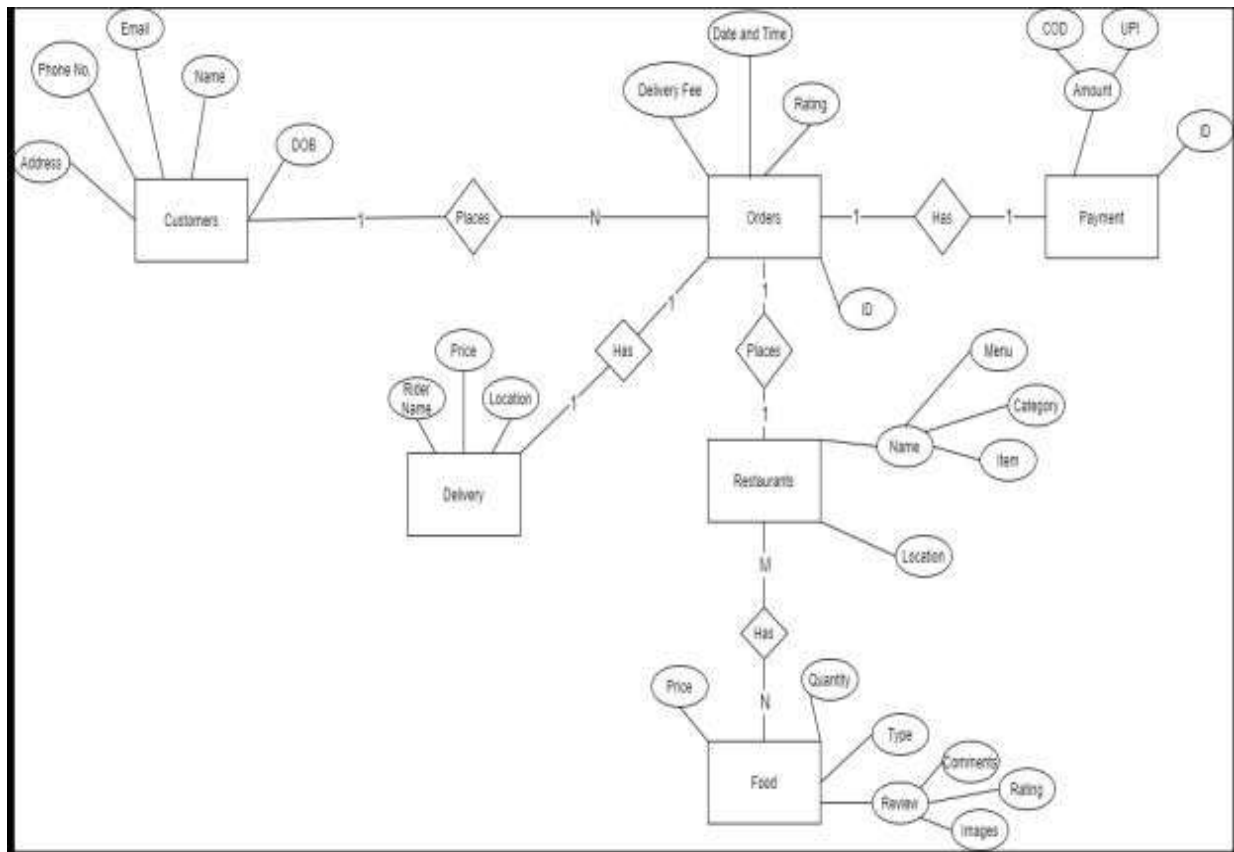 Email
Date and Time
COD
UPI
Phone No.
Name
Delivery Fee
Rating
Amount
Address
DOB
ID
Customers
1
Places
N
Orders
1
Has
1
Payment
1
1
ID
Has
Places
Price
Menu
Rider
Name
Location
1
1
Category
Name
Item
Delivery
Restaurants
Location
M
Has
Price
N
Quantity
Type
Comments
Food
Review
Rating
Images